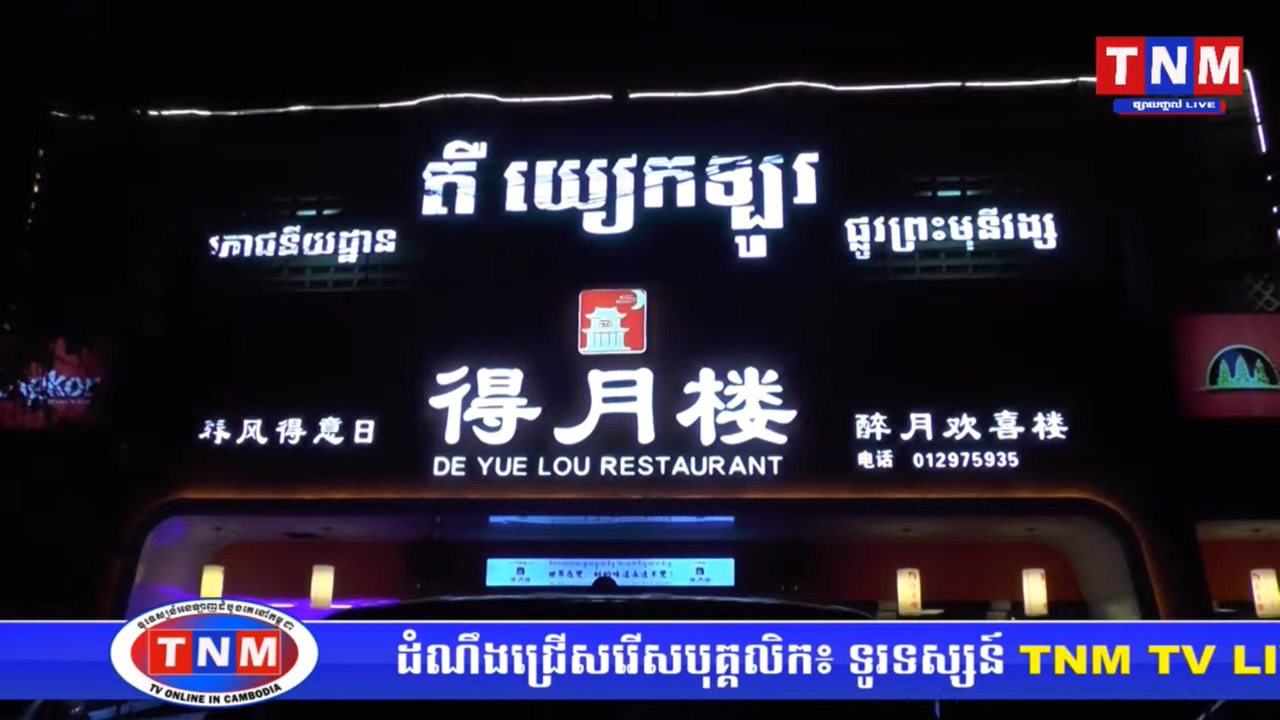 TNM
ផ្សាយផ្ទាល់ LIVE
តី យ្យេកឡូវ
ភោជនីយដ្ឋាន
ផ្លូវព្រះមុនីវង្ស
得月楼
DE YUE LOU RESTAURANT
春风得意日
醉月欢喜楼
电话 012975935
TNM
TV ONLINE IN CAMBODIA
ដំណឹងជ្រើសរើសបុគ្គលិក៖ ទូរទស្សន៍ TNM TV LI